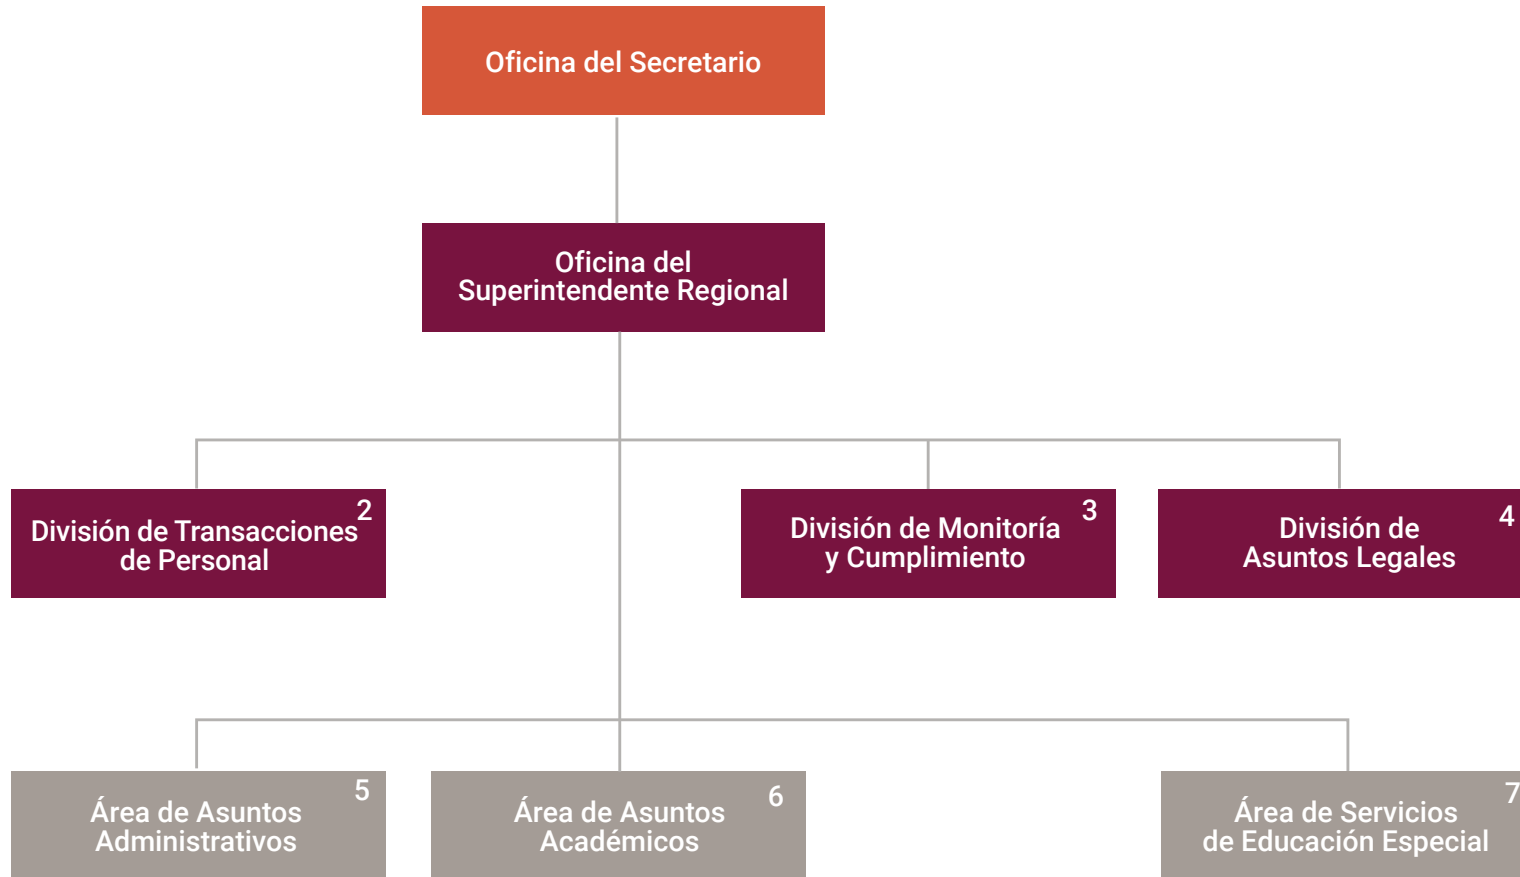 Oficina del Secretario
Oficina del
Superintendente Regional
2
División de Transacciones
de Personal
3
División de Monitoría
y Cumplimiento
4
División de
Asuntos Legales
5
Área de Asuntos
Administrativos
6
Área de Asuntos
Académicos
7
Área de Servicios
de Educación Especial